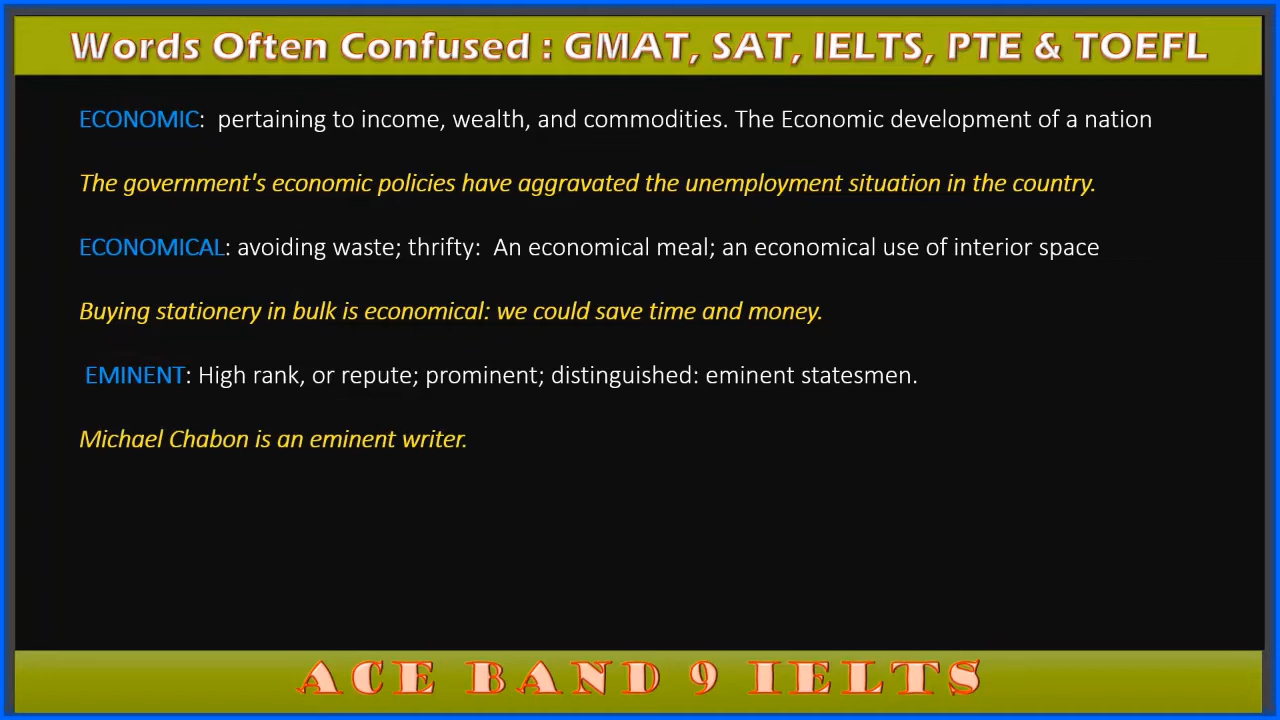 Words Often Confused : GMAT, SAT, IELTS, PTE & TOEFL
ECONOMIC:  pertaining to income, wealth, and commodities. The Economic development of a nation
The government's economic policies have aggravated the unemployment situation in the country.
ECONOMICAL: avoiding waste; thrifty:  An economical meal; an economical use of interior space
Buying stationery in bulk is economical: we could save time and money.
EMINENT: High rank, or repute; prominent; distinguished: eminent statesmen.
Michael Chabon is an eminent writer.
ACE BAND 9 IELTS